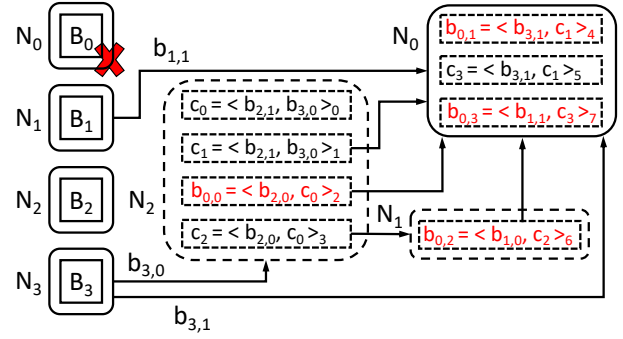 N₀ B₀
N₁ B₁
N₂ B₂
N₃ B₃
b₁,₁
b₃,₀
b₃,₁
N₂
c₀ = < b₂,₁, b₃,₀ >₀
c₁ = < b₂,₁, b₃,₀ >₁
b₀,₀ = < b₂,₀, c₀ >₂
c₂ = < b₂,₀, c₀ >₃
N₁
b₀,₂ = < b₁,₀, c₂ >₆
N₀
b₀,₁ = < b₃,₁, c₁ >₄
c₃ = < b₃,₁, c₁ >₅
b₀,₃ = < b₁,₁, c₃ >₇